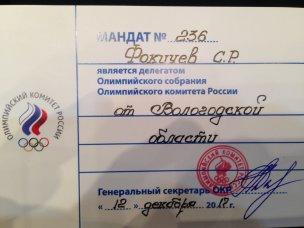 МАНДАТ № 236
Фокичев С.Р.
является делегатом
Олимпийского собрания
Олимпийского комитета России
от Вологодской
области
Генеральный секретарь ОКР
« 12 » декабря 2017г.
ОЛИМПИЙСКИЙ КОМИТЕТ РОССИИ